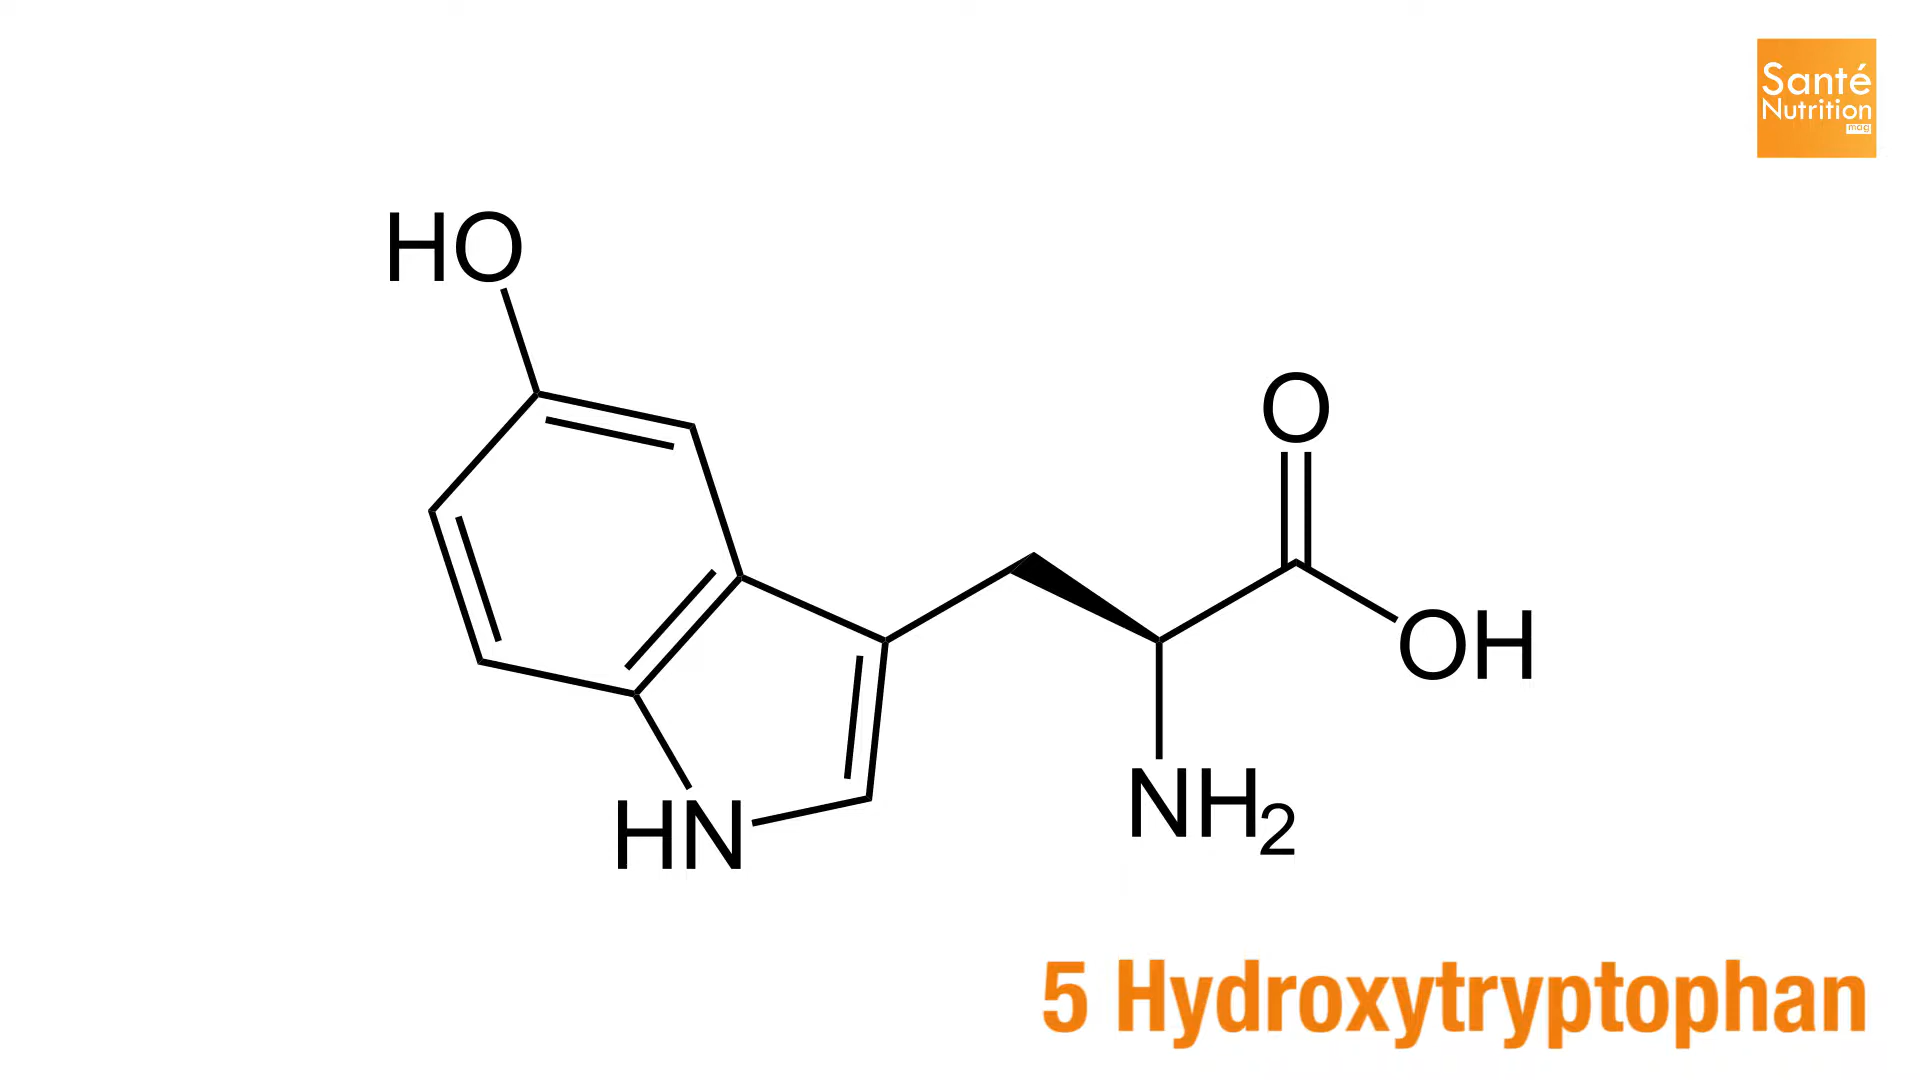 Santé
Nutrition
mag
HO
O
OH
NH2
HN
5 Hydroxytryptophan